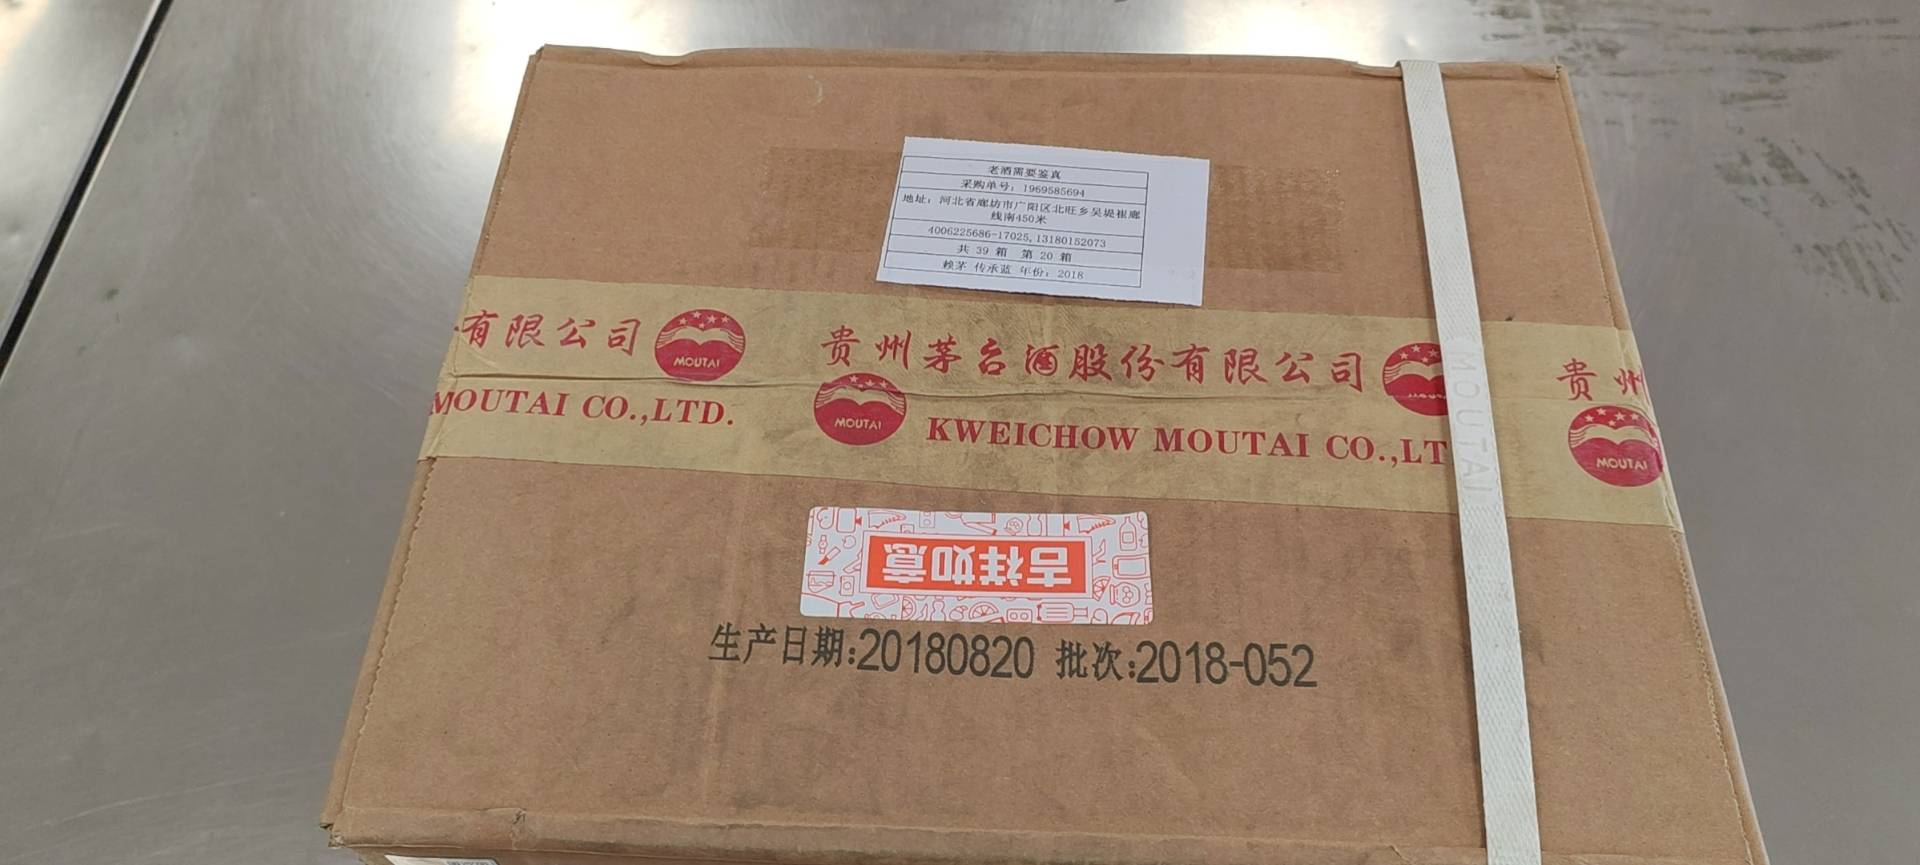 老酒需要鉴真
采购单号：1969585694
地址：河北省廊坊市广阳区北旺乡吴堤崔廊
线南450米
4006225686-17025,13180152073
共 39 箱 第 20 箱
赖茅 传承蓝 年份：2018
有限公司 MOUTAI 贵州茅台酒股份有限公司 贵州
MOUTAI CO.,LTD. MOUTAI KWEICHOW MOUTAI CO.,LT MOUTAI
MOUTAI
吉祥如意
生产日期:20180820 批次:2018-052